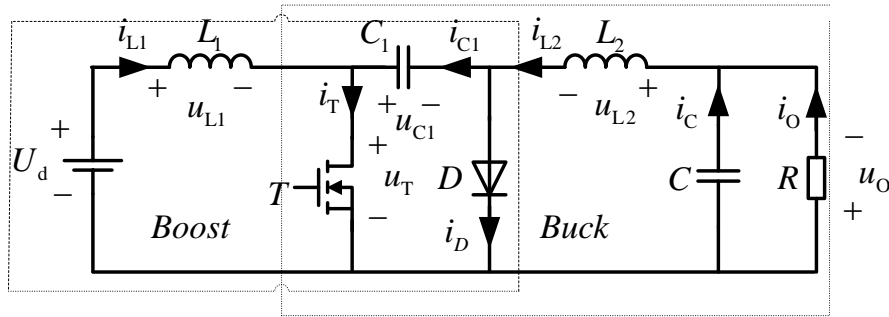 i_L1 L_1 C_1 i_C1 i_L2 L_2
+ −
u_L1
i_T
+ −
u_C1
− +
u_L2
i_C i_O
+
U_d
−
T
+
u_T
−
D
C R
−
u_O
+
Boost
i_D
Buck